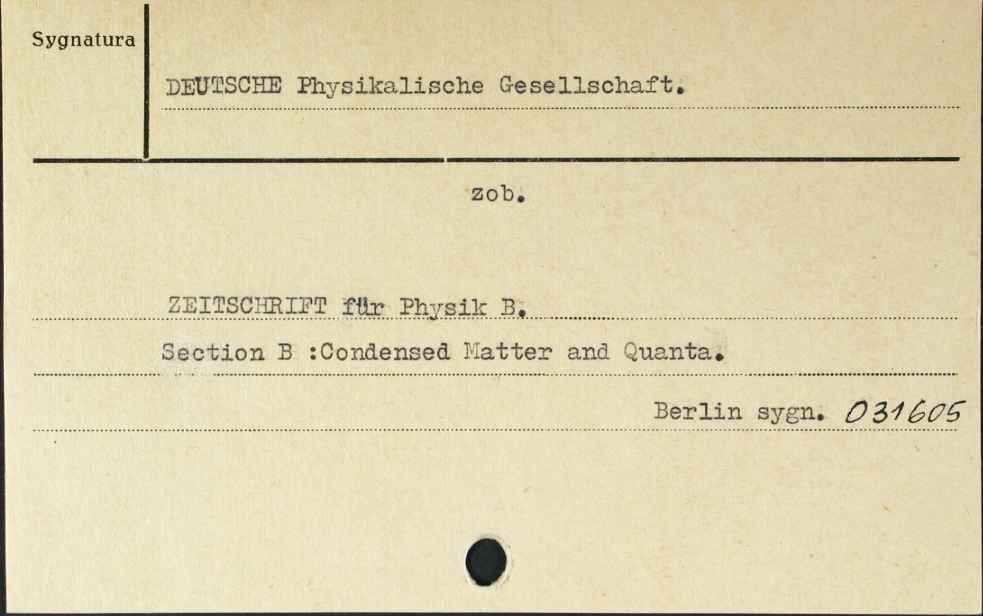 Sygnatura
DEUTSCHE Physikalische Gesellschaft.
zob.
ZEITSCHRIFT für Physik B.
Section B :Condensed Matter and Quanta.
Berlin sygn. 031605